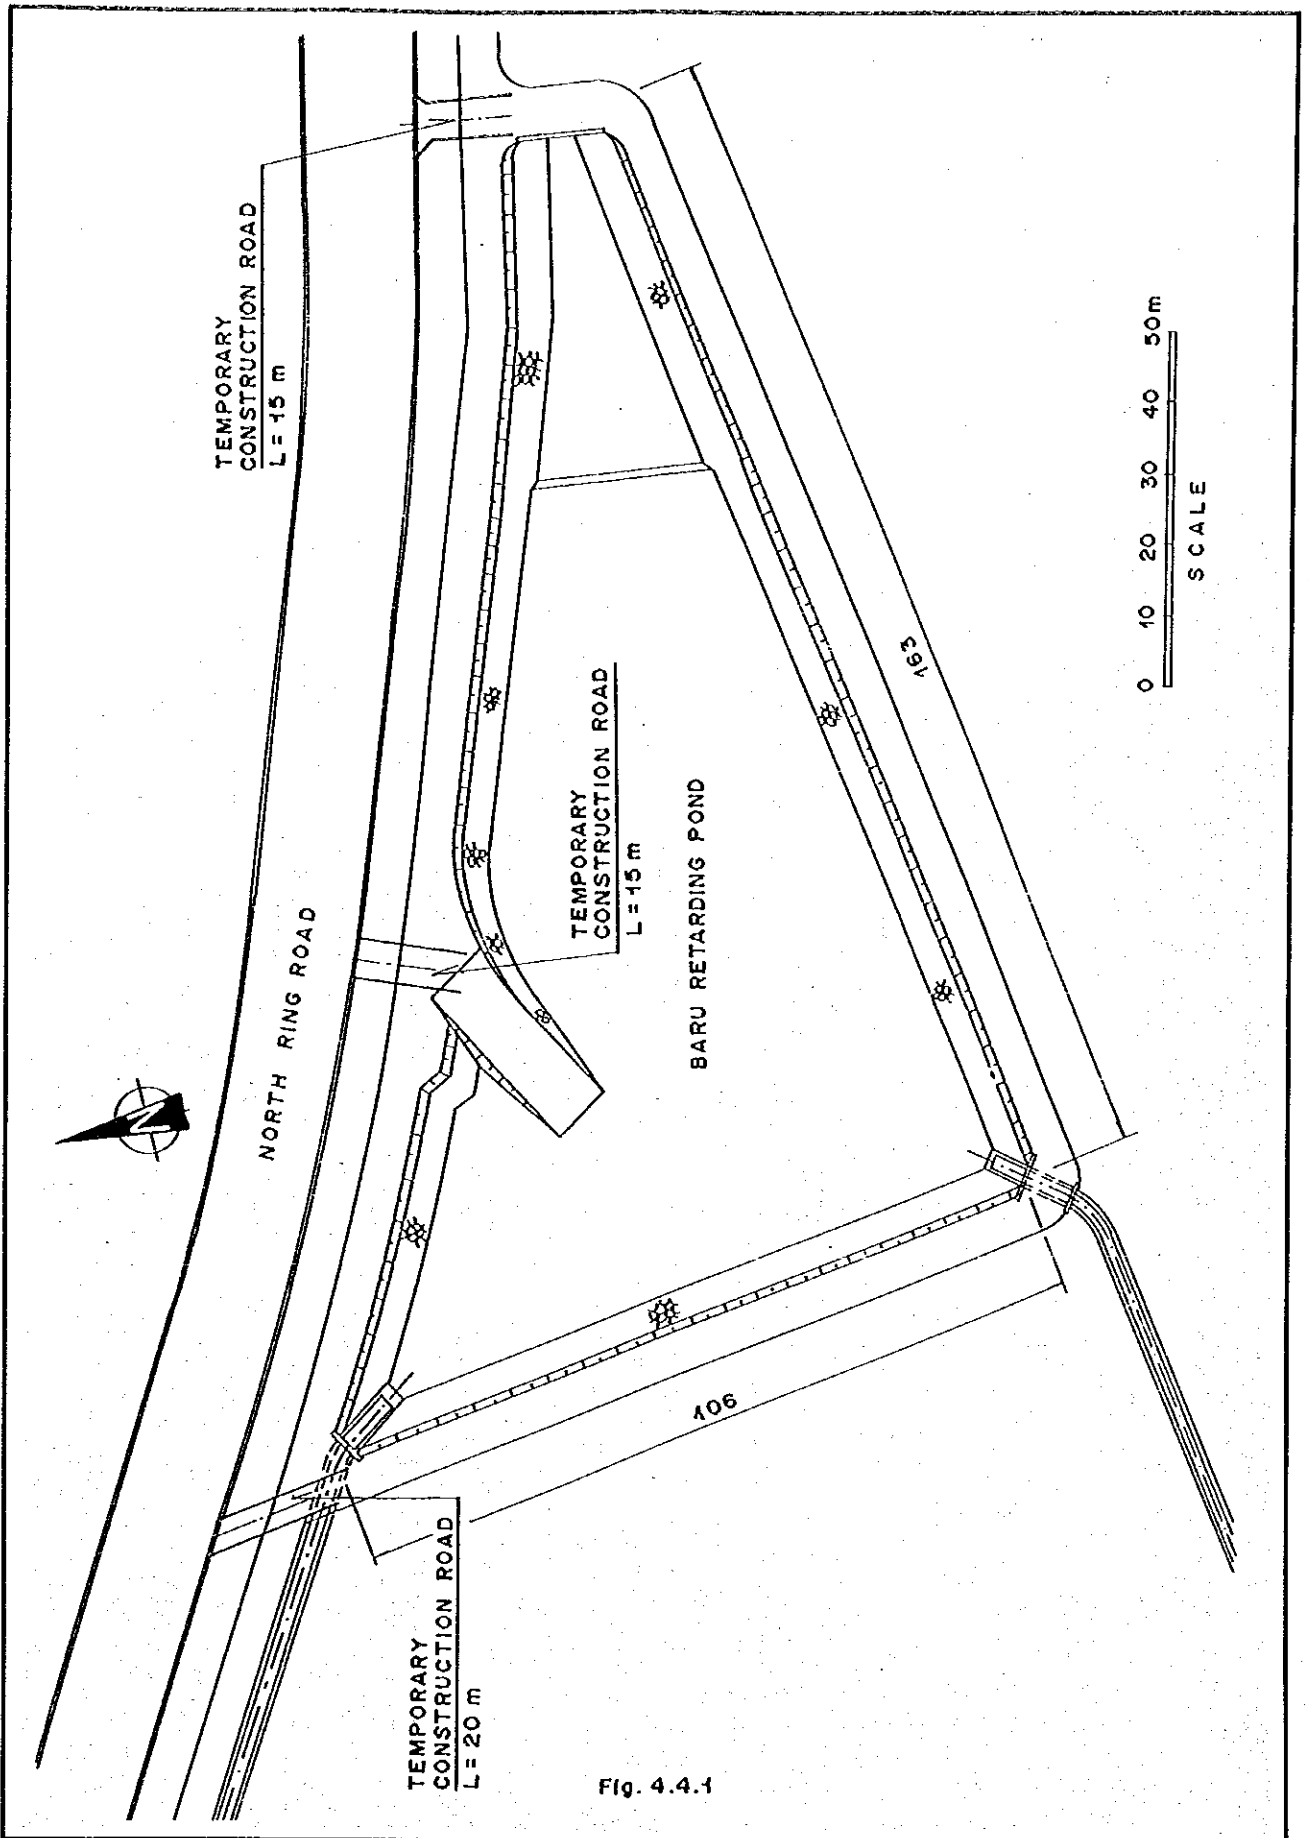 TEMPORARY
CONSTRUCTION ROAD
L = 20 m
NORTH RING ROAD
N
TEMPORARY
CONSTRUCTION ROAD
L = 15 m
TEMPORARY
CONSTRUCTION ROAD
L = 15 m
BARU RETARDING POND
106
163
0 10 20 30 40 50m
SCALE
Fig. 4.4.1